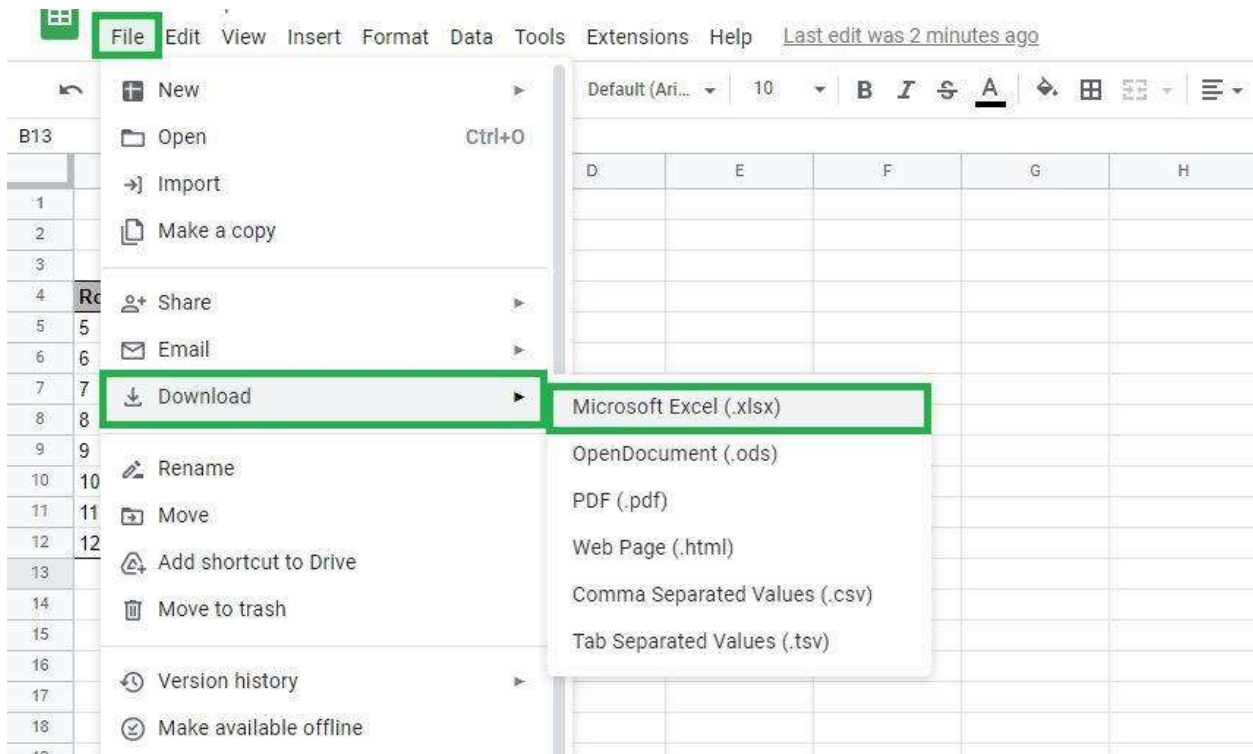 File Edit View Insert Format Data Tools Extensions Help Last edit was 2 minutes ago
Default (Ari... 10 B I S A
B13
New
Open Ctrl+O
Import
Make a copy
Share
Email
Download
Rename
Move
Add shortcut to Drive
Move to trash
Version history
Make available offline
Microsoft Excel (.xlsx)
OpenDocument (.ods)
PDF (.pdf)
Web Page (.html)
Comma Separated Values (.csv)
Tab Separated Values (.tsv)
D E F G H
1
2
3
4
5 5
6 6
7 7
8 8
9 9
10 10
11 11
12 12
13
14
15
16
17
18